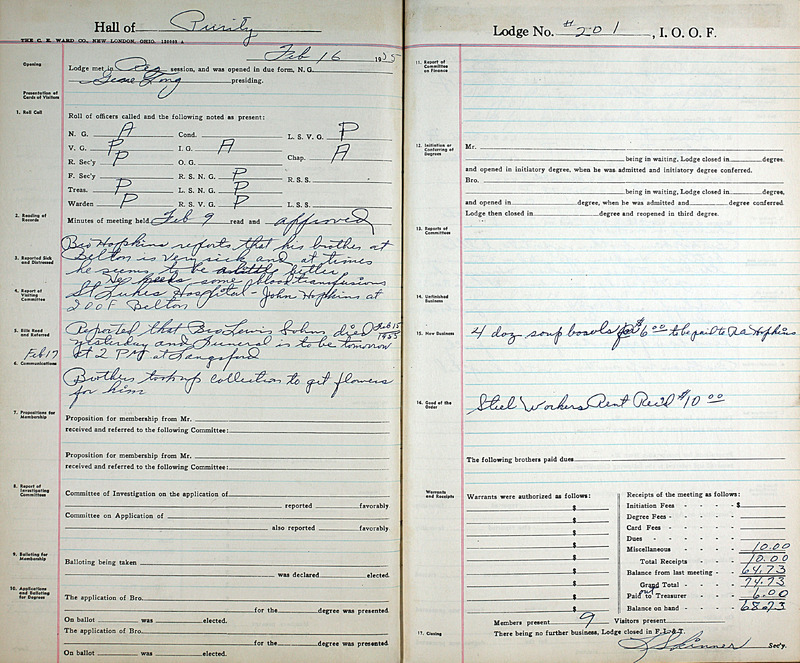 Hall of Purity
THE C. E. WARD CO., NEW LONDON, OHIO. 130603 A
Feb 16 1955
Opening
Lodge met in Reg session, and was opened in due form, N. G.
Gene Long presiding.
Presentation of Cards of Visitors
1. Roll Call
Roll of officers called and the following noted as present:
N. G. A Cond. L. S. V. G. P
V. G. P I. G. A Chap. A
R. Sec'y P O. G.
F. Sec'y R. S. N. G. P R. S. S.
Treas. P L. S. N. G. P
Warden P R. S. V. G. P L. S. S.
2. Reading of Records
Minutes of meeting held Feb 9 read and approved
3. Reported Sick and Distressed
Bro Hopkins reports that his brother at
Belton is very sick and at times
he seems to be a little better
He needs some blood transfusions
4. Report of Visiting Committee
St Lukes Hospital - John Hopkins at
200 F Belton
5. Bills Read and Referred
Reported that Bro Lewis Johns died Feb 15 1955
yesterday and Funeral is to be tomorrow
Feb 17
at 2 PM at Langsford
6. Communications
Brothers took up collection to get flowers
for him
7. Propositions for Membership
Proposition for membership from Mr.
received and referred to the following Committee:
Proposition for membership from Mr.
received and referred to the following Committee:
8. Report of Investigating Committees
Committee of Investigation on the application of
reported favorably.
Committee on Application of
also reported favorably.
9. Balloting for Membership
Balloting being taken
was declared elected.
10. Applications and Balloting for Degrees
The application of Bro.
for the degree was presented.
On ballot was elected.
The application of Bro.
for the degree was presented.
On ballot was elected.
Lodge No. # 201, I. O. O. F.
11. Report of Committee on Finance
12. Initiation or Conferring of Degrees
Mr.
being in waiting, Lodge closed in degree,
and opened in initiatory degree, when he was admitted and initiatory degree conferred.
Bro.
being in waiting, Lodge closed in degree,
and opened in degree, when he was admitted and degree conferred.
Lodge then closed in degree and reopened in third degree.
13. Reports of Committees
14. Unfinished Business
15. New Business
4 doz soup bowls for $6 00 to be paid to Hopkins
16. Good of the Order
Steel Workers Rent Rec'd $10 00
The following brothers paid dues
Warrants and Receipts
Warrants were authorized as follows:
$
$
$
$
$
$
$
$
$
Receipts of the meeting as follows:
Initiation Fees - $
Degree Fees -
Card Fees -
Dues -
Miscellaneous - 10.00
Total Receipts - 10.00
Balance from last meeting - 64.73
Grand Total - 74.73
Paid out to Treasurer 6.00
Balance on hand - 68.73
Members present 9 Visitors present
17. Closing
There being no further business, Lodge closed in F. L. & T.
Skinner Sec'y.